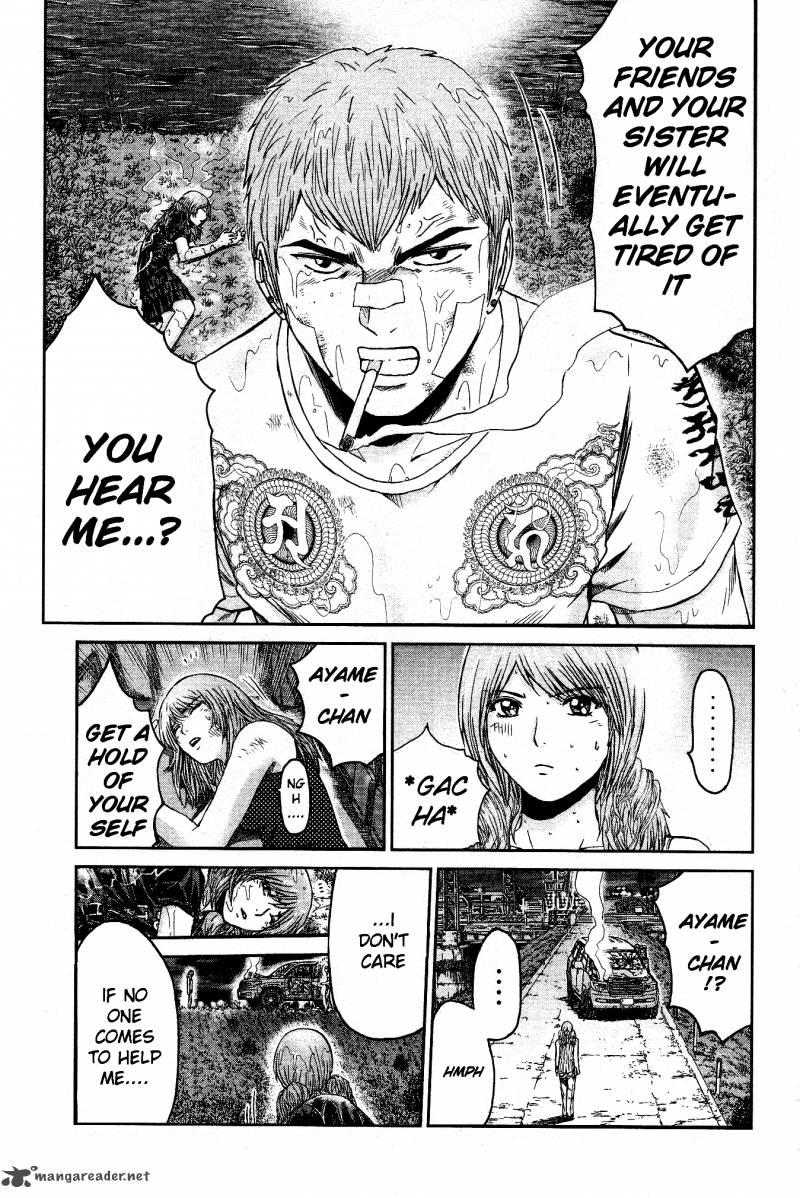 YOUR
FRIENDS
AND YOUR
SISTER
WILL
EVENTU-
ALLY GET
TIRED OF
IT
YOU
HEAR
ME...?
......
*GAC
HA*
AYAME
-
CHAN
GET A
HOLD
OF
YOUR
SELF
NG
H
....
AYAME
-
CHAN
!?
...
HMPH
...I
DON'T
CARE
IF NO
ONE
COMES
TO HELP
ME....
mangareader.net